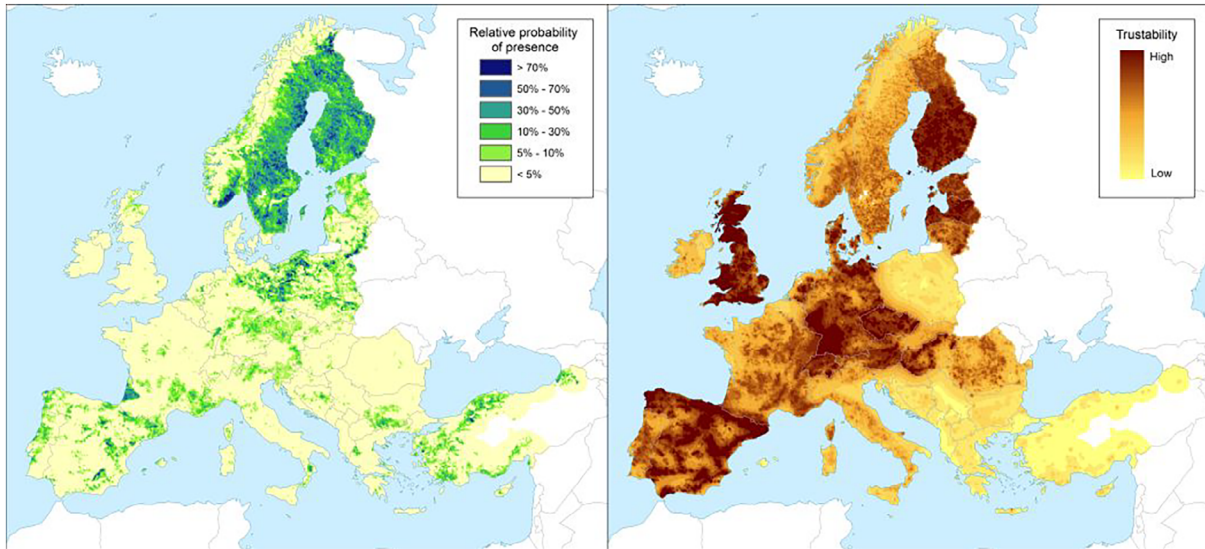 Relative probability
of presence
> 70%
50% - 70%
30% - 50%
10% - 30%
5% - 10%
< 5%
Trustability
High
Low